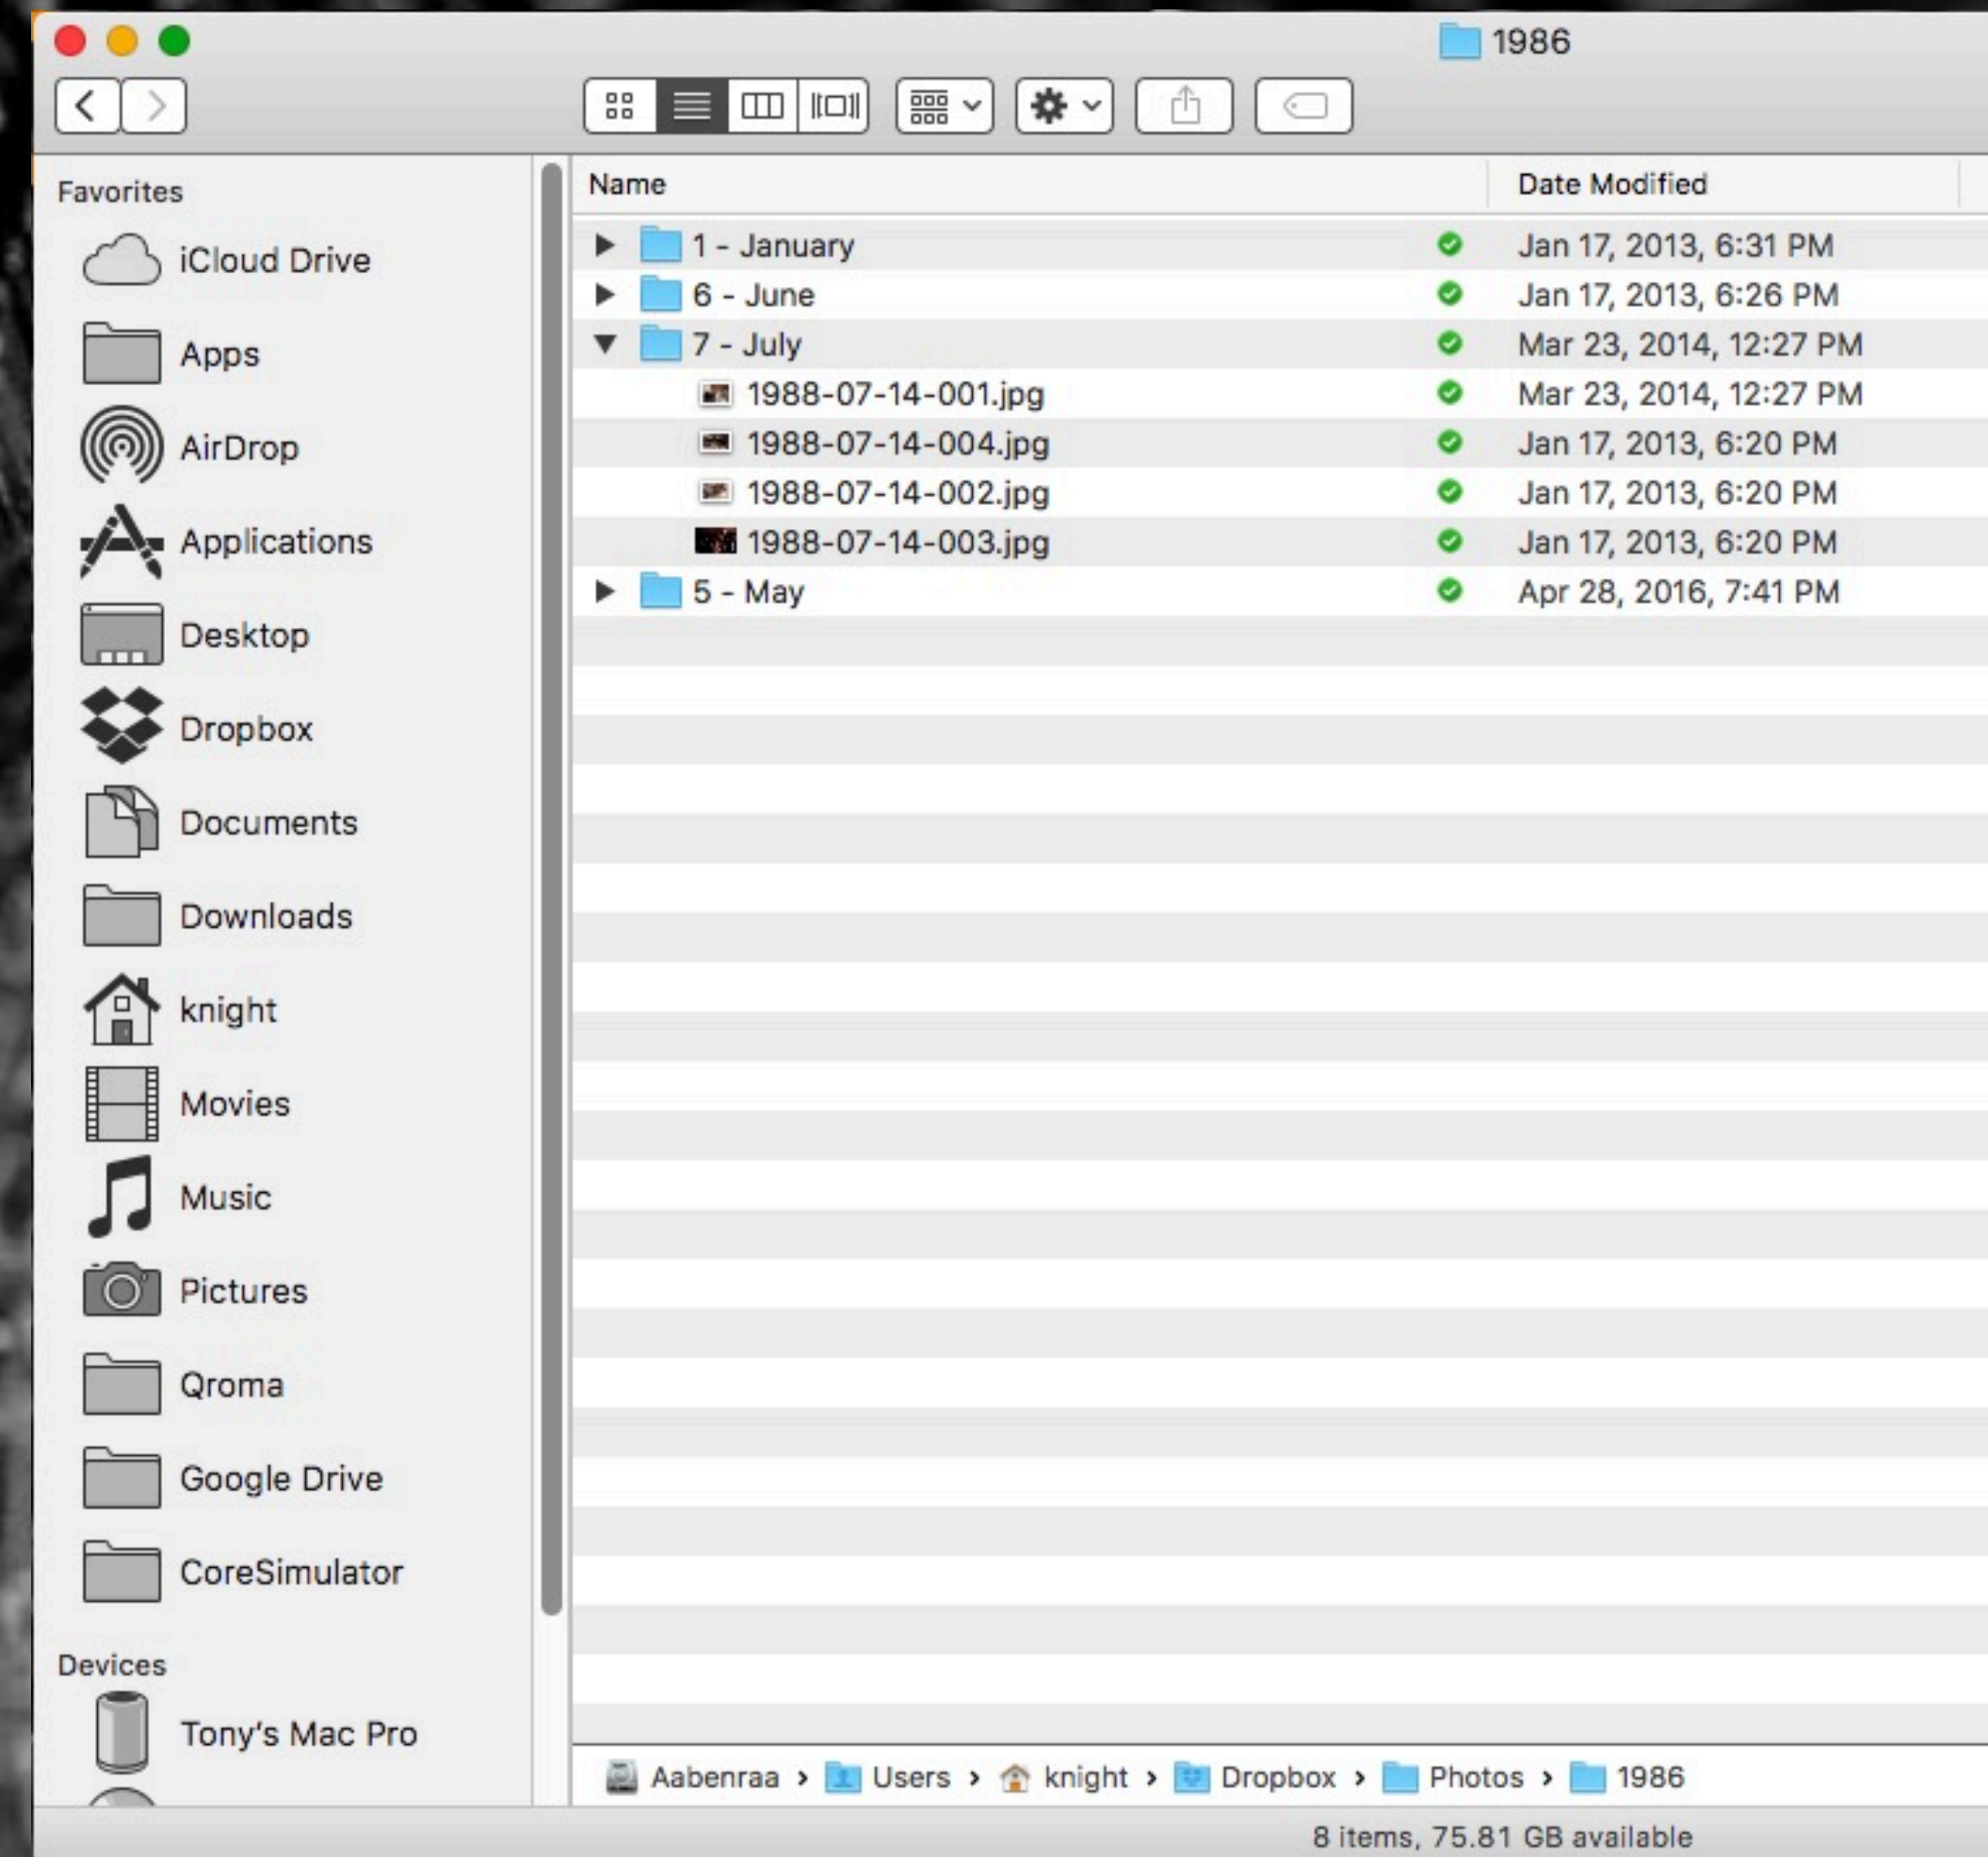 1986
Favorites
iCloud Drive
Apps
AirDrop
Applications
Desktop
Dropbox
Documents
Downloads
knight
Movies
Music
Pictures
Qroma
Google Drive
CoreSimulator
Devices
Tony's Mac Pro
Name Date Modified
1 - January Jan 17, 2013, 6:31 PM
6 - June Jan 17, 2013, 6:26 PM
7 - July Mar 23, 2014, 12:27 PM
1988-07-14-001.jpg Mar 23, 2014, 12:27 PM
1988-07-14-004.jpg Jan 17, 2013, 6:20 PM
1988-07-14-002.jpg Jan 17, 2013, 6:20 PM
1988-07-14-003.jpg Jan 17, 2013, 6:20 PM
5 - May Apr 28, 2016, 7:41 PM
Aabenraa › Users › knight › Dropbox › Photos › 1986
8 items, 75.81 GB available